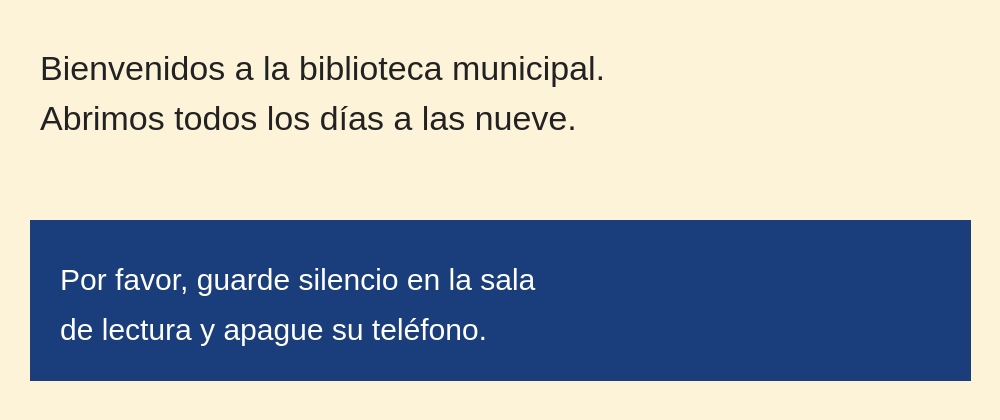 Bienvenidos a la biblioteca municipal.
Abrimos todos los días a las nueve.
Por favor, guarde silencio en la sala
de lectura y apague su teléfono.